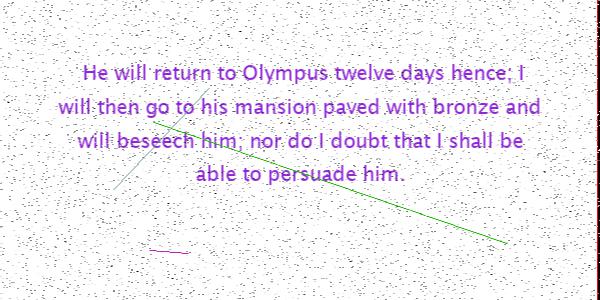 He will return to Olympus twelve days hence; I
will then go to his mansion paved with bronze and
will beseech him; nor do I doubt that I shall be
able to persuade him.